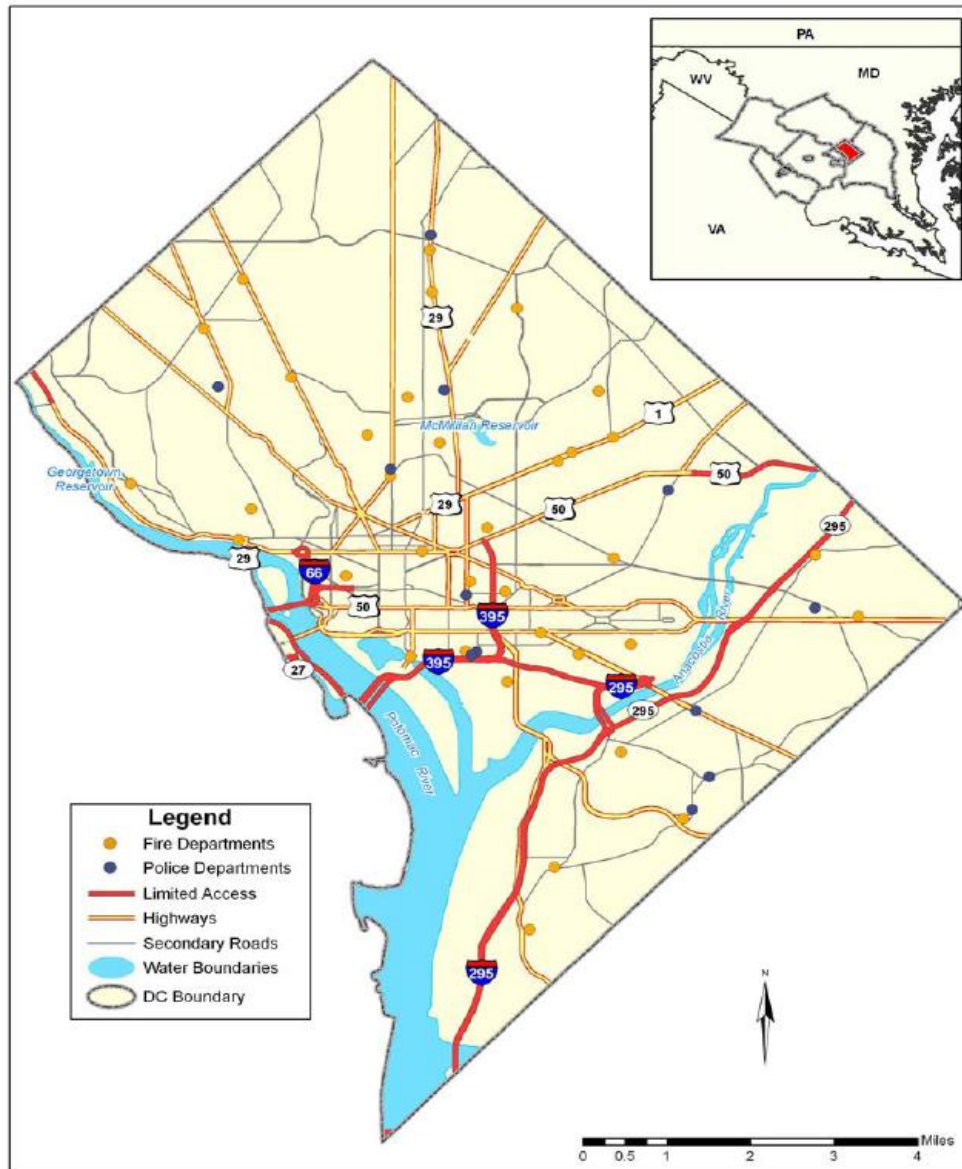 PA
WV
MD
VA
29
1
McMillan Reservoir
Georgetown
Reservoir
50
29
50
295
29
66
50
395
Anacostia River
27
395
295
295
Potomac River
Legend
Fire Departments
Police Departments
Limited Access
Highways
Secondary Roads
Water Boundaries
DC Boundary
295
N
Miles
0 0.5 1 2 3 4